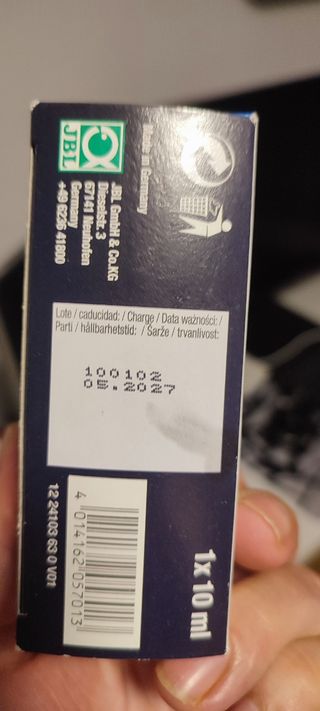 Made in Germany
JBL
JBL GmbH & Co.KG
Dieselstr. 3
67141 Neuhofen
Germany
+49 6236 41800
Lote / caducidad: / Charge / Data ważności: /
Parti / hållbarhetstid: / Šarže / trvanlivost:
100102
05.2027
4 014162 057013
12 24103 63 0 V01
1x 10 ml